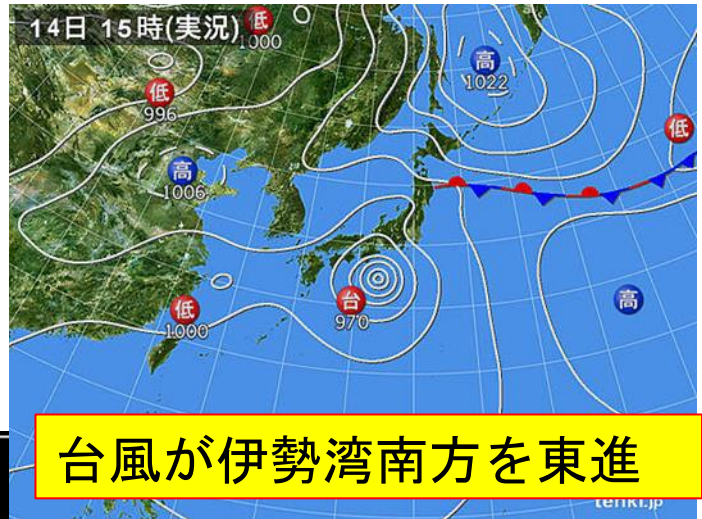 14日 15時(実況)
低
1000
高
1022
低
996
低
高
1006
高
低
1000
台
970
台風が伊勢湾南方を東進
tenki.jp